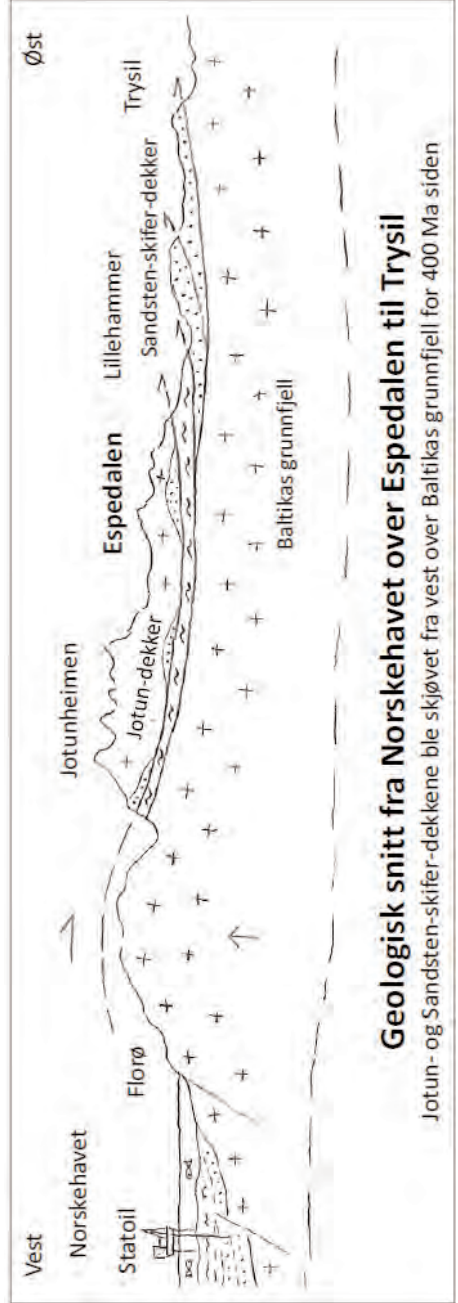 Vest
Øst
Norskehavet
Statoil
Florø
Jotunheimen
Jotun-dekker
Espedalen
Lillehammer
Sandsten-skifer-dekker
Trysil
Baltikas grunnfjell
Geologisk snitt fra Norskehavet over Espedalen til Trysil
Jotun- og Sandsten-skifer-dekkene ble skjøvet fra vest over Baltikas grunnfjell for 400 Ma siden